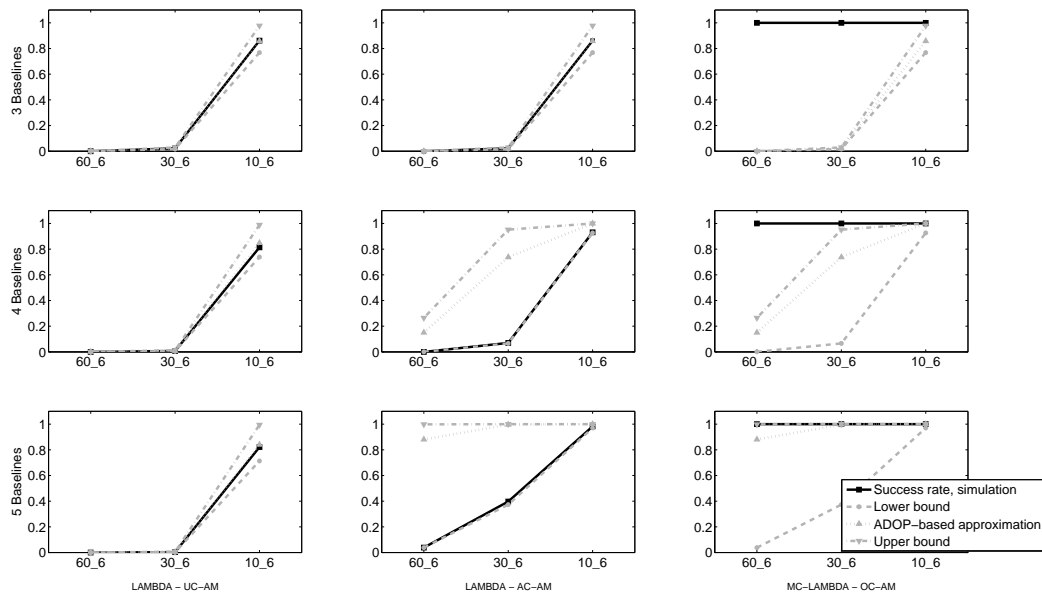 1
0.8
0.6
0.4
0.2
0
3 Baselines
60_6 30_6 10_6
1
0.8
0.6
0.4
0.2
0
60_6 30_6 10_6
1
0.8
0.6
0.4
0.2
0
60_6 30_6 10_6
1
0.8
0.6
0.4
0.2
0
4 Baselines
60_6 30_6 10_6
1
0.8
0.6
0.4
0.2
0
60_6 30_6 10_6
1
0.8
0.6
0.4
0.2
0
60_6 30_6 10_6
1
0.8
0.6
0.4
0.2
0
5 Baselines
60_6 30_6 10_6
LAMBDA − UC−AM
1
0.8
0.6
0.4
0.2
0
60_6 30_6 10_6
LAMBDA − AC−AM
1
0.8
0.6
0.4
0.2
0
60_6 30_6 10_6
MC−LAMBDA − OC−AM
Success rate, simulation
Lower bound
ADOP−based approximation
Upper bound